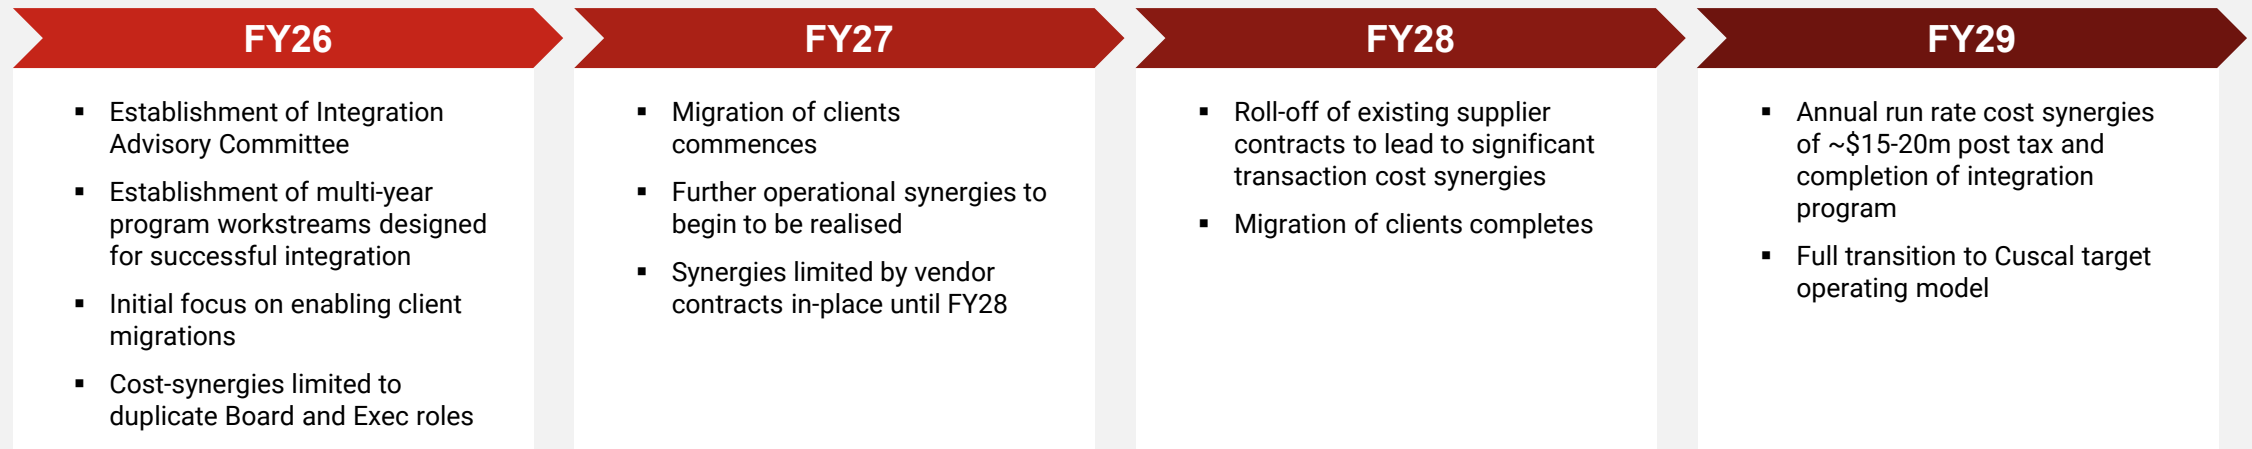 FY26
▪ Establishment of Integration
Advisory Committee
▪ Establishment of multi-year
program workstreams designed
for successful integration
▪ Initial focus on enabling client
migrations
▪ Cost-synergies limited to
duplicate Board and Exec roles
FY27
▪ Migration of clients
commences
▪ Further operational synergies to
begin to be realised
▪ Synergies limited by vendor
contracts in-place until FY28
FY28
▪ Roll-off of existing supplier
contracts to lead to significant
transaction cost synergies
▪ Migration of clients completes
FY29
▪ Annual run rate cost synergies
of ~$15-20m post tax and
completion of integration
program
▪ Full transition to Cuscal target
operating model